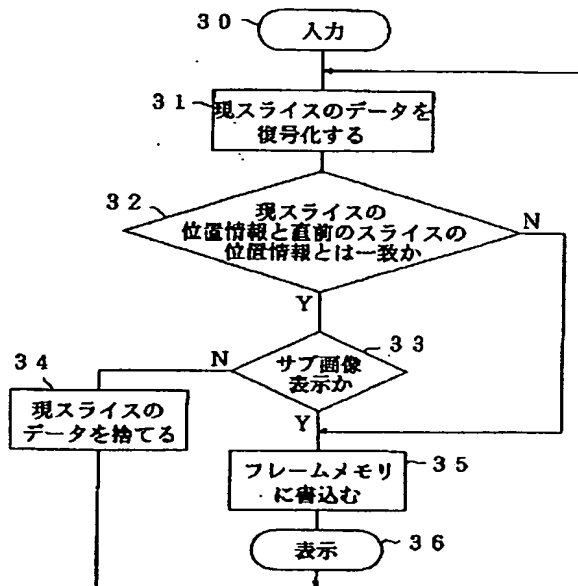 30
入力
31
現スライスのデータを
復号化する
32
現スライスの
位置情報と直前のスライスの
位置情報とは一致か
N
Y
33
サブ画像
表示か
N
Y
34
現スライスの
データを捨てる
フレームメモリ
に書込む
35
表示
36